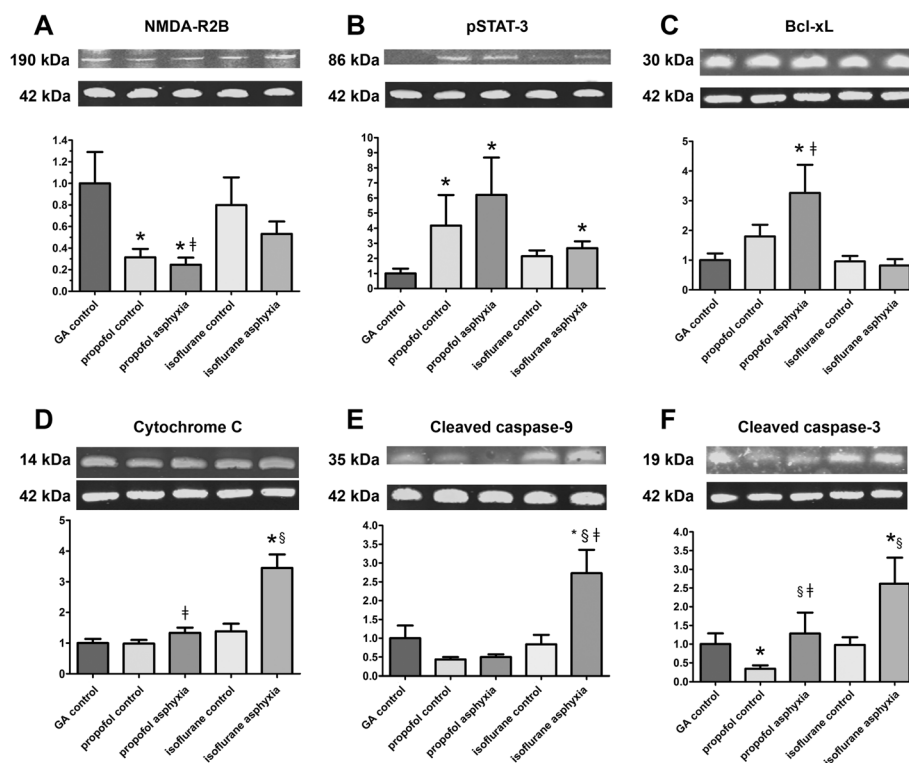 A NMDA-R2B
190 kDa
42 kDa
1.4
1.2
1.0
0.8
0.6
0.4
0.2
0.0
*
* ǂ
GA control
propofol control
propofol asphyxia
isoflurane control
isoflurane asphyxia
B pSTAT-3
86 kDa
42 kDa
10
9
8
7
6
5
4
3
2
1
0
*
*
*
GA control
propofol control
propofol asphyxia
isoflurane control
isoflurane asphyxia
C Bcl-xL
30 kDa
42 kDa
5
4
3
2
1
0
* ǂ
GA control
propofol control
propofol asphyxia
isoflurane control
isoflurane asphyxia
D Cytochrome C
14 kDa
42 kDa
5
4
3
2
1
0
ǂ
* §
GA control
propofol control
propofol asphyxia
isoflurane control
isoflurane asphyxia
E Cleaved caspase-9
35 kDa
42 kDa
4.0
3.5
3.0
2.5
2.0
1.5
1.0
0.5
0.0
* § ǂ
GA control
propofol control
propofol asphyxia
isoflurane control
isoflurane asphyxia
F Cleaved caspase-3
19 kDa
42 kDa
4.0
3.5
3.0
2.5
2.0
1.5
1.0
0.5
0.0
*
§ ǂ
* §
GA control
propofol control
propofol asphyxia
isoflurane control
isoflurane asphyxia